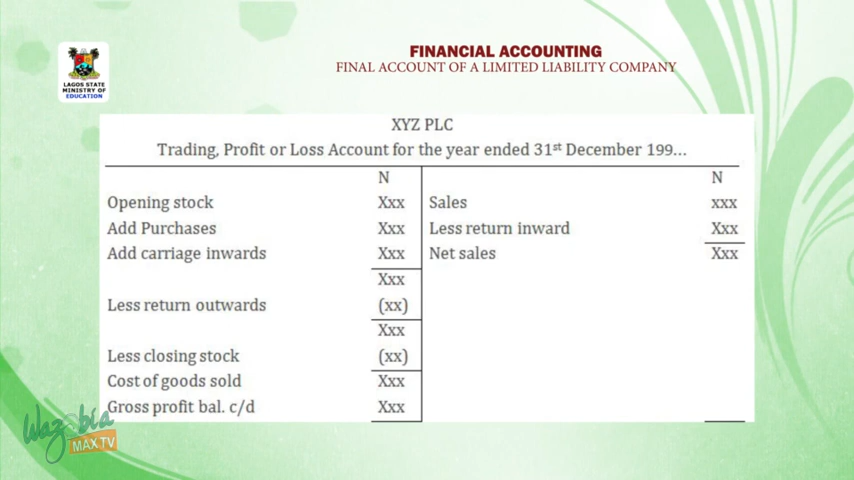 FINANCIAL ACCOUNTING
FINAL ACCOUNT OF A LIMITED LIABILITY COMPANY
LAGOS STATE
MINISTRY OF
EDUCATION
XYZ PLC
Trading, Profit or Loss Account for the year ended 31st December 199...
N N
Opening stock Xxx Sales xxx
Add Purchases Xxx Less return inward Xxx
Add carriage inwards Xxx Net sales Xxx
Xxx
Less return outwards (xx)
Xxx
Less closing stock (xx)
Cost of goods sold Xxx
Gross profit bal. c/d Xxx
Wazobia
MAX TV